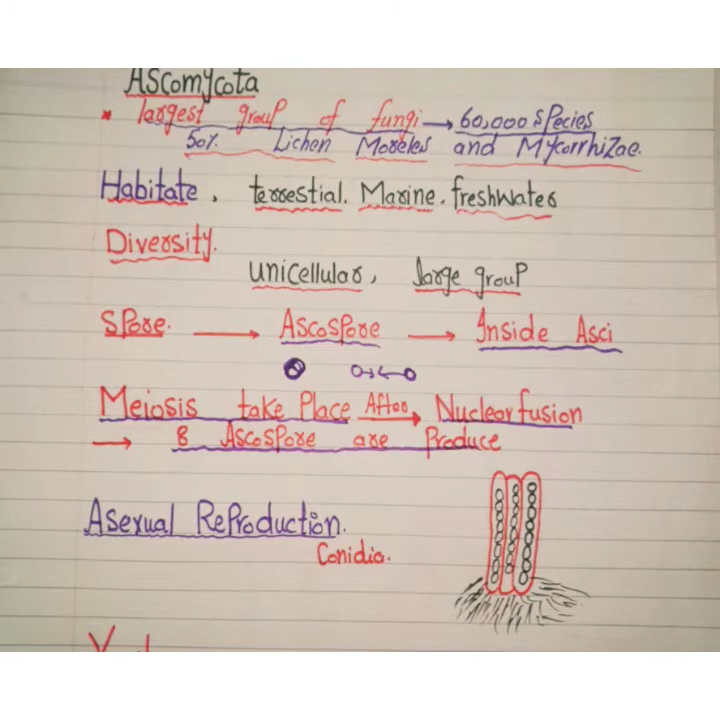 Ascomycota
* largest group of fungi → 60,000 species
50% Lichen Moreles and Mycorrhizae.
Habitate, terrestial. Marine. freshwater
Diversity.
unicellular, large group
Spore. → Ascospore → Inside Asci
Meiosis take Place After → Nuclear fusion
→ 8 Ascospore are Produce
Asexual Reproduction.
Conidia.